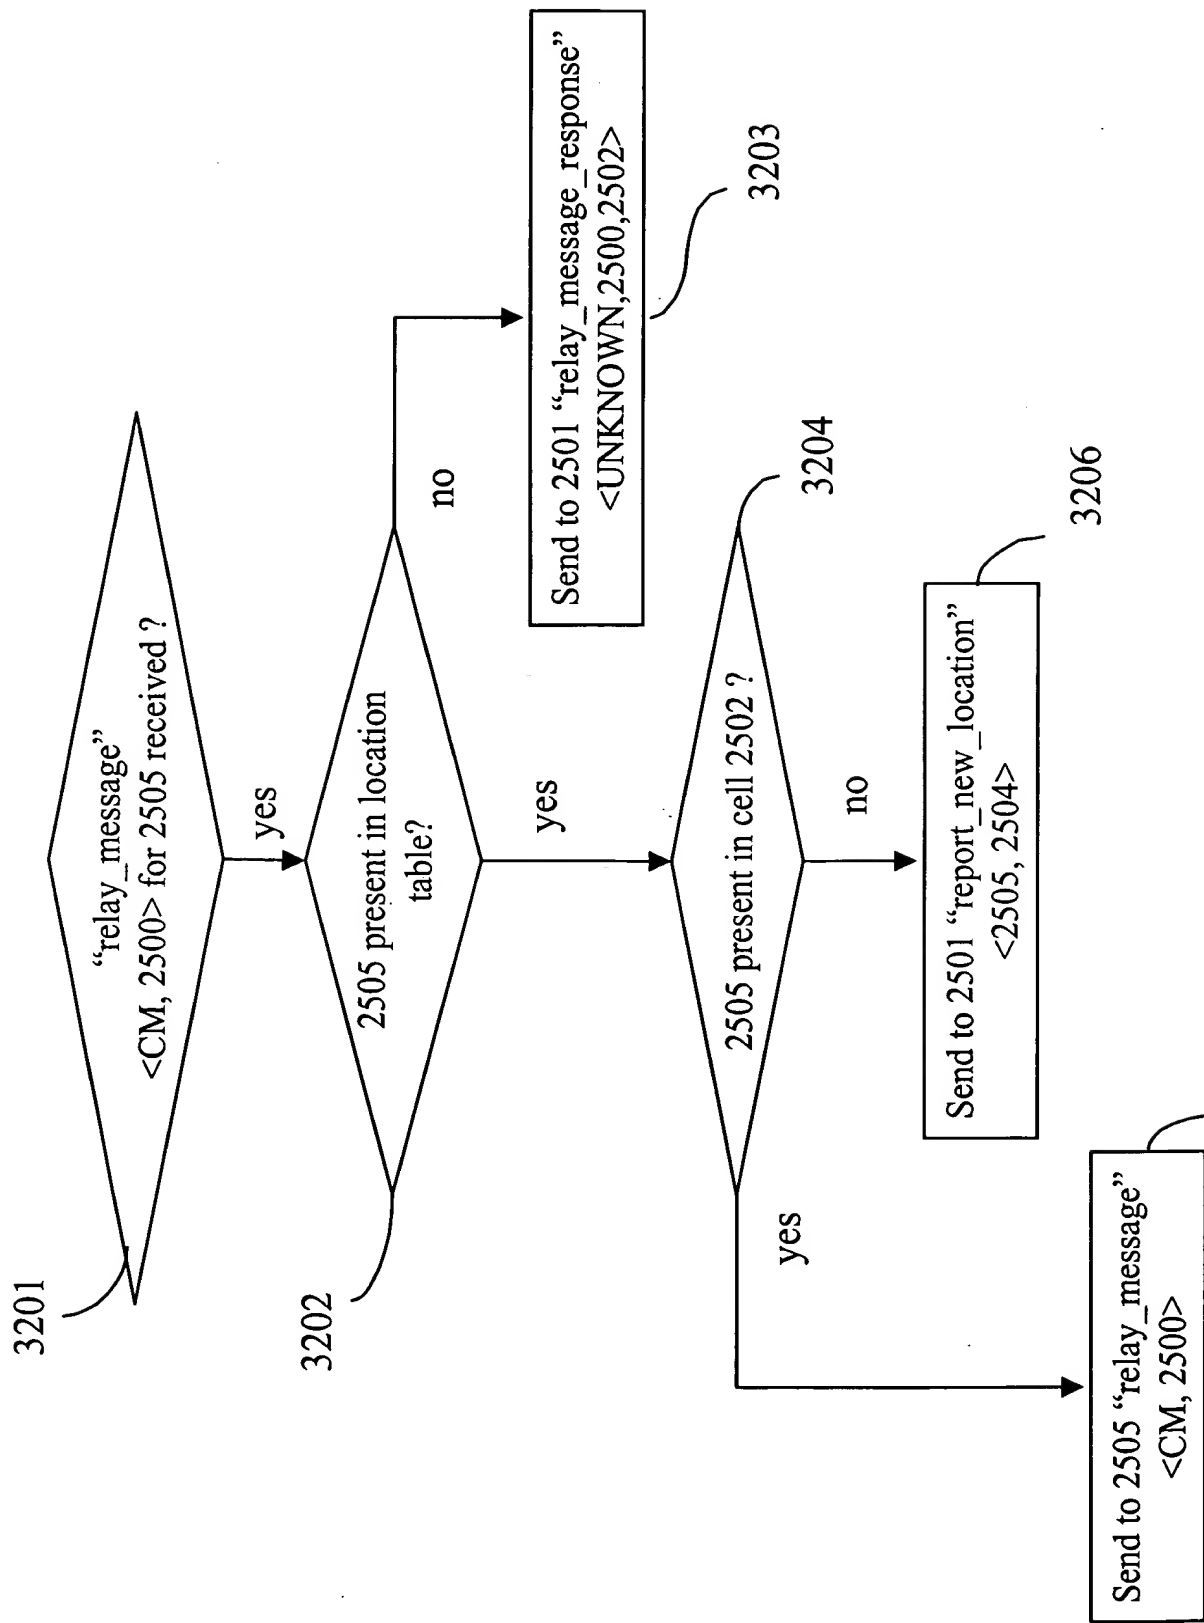 3201
“relay_message”
<CM, 2500> for 2505 received ?
yes
3202
2505 present in location
table?
no
Send to 2501 “relay_message_response”
<UNKNOWN,2500,2502>
3203
yes
2505 present in cell 2502 ?
3204
no
Send to 2501 “report_new_location”
<2505, 2504>
3206
yes
Send to 2505 “relay_message”
<CM, 2500>